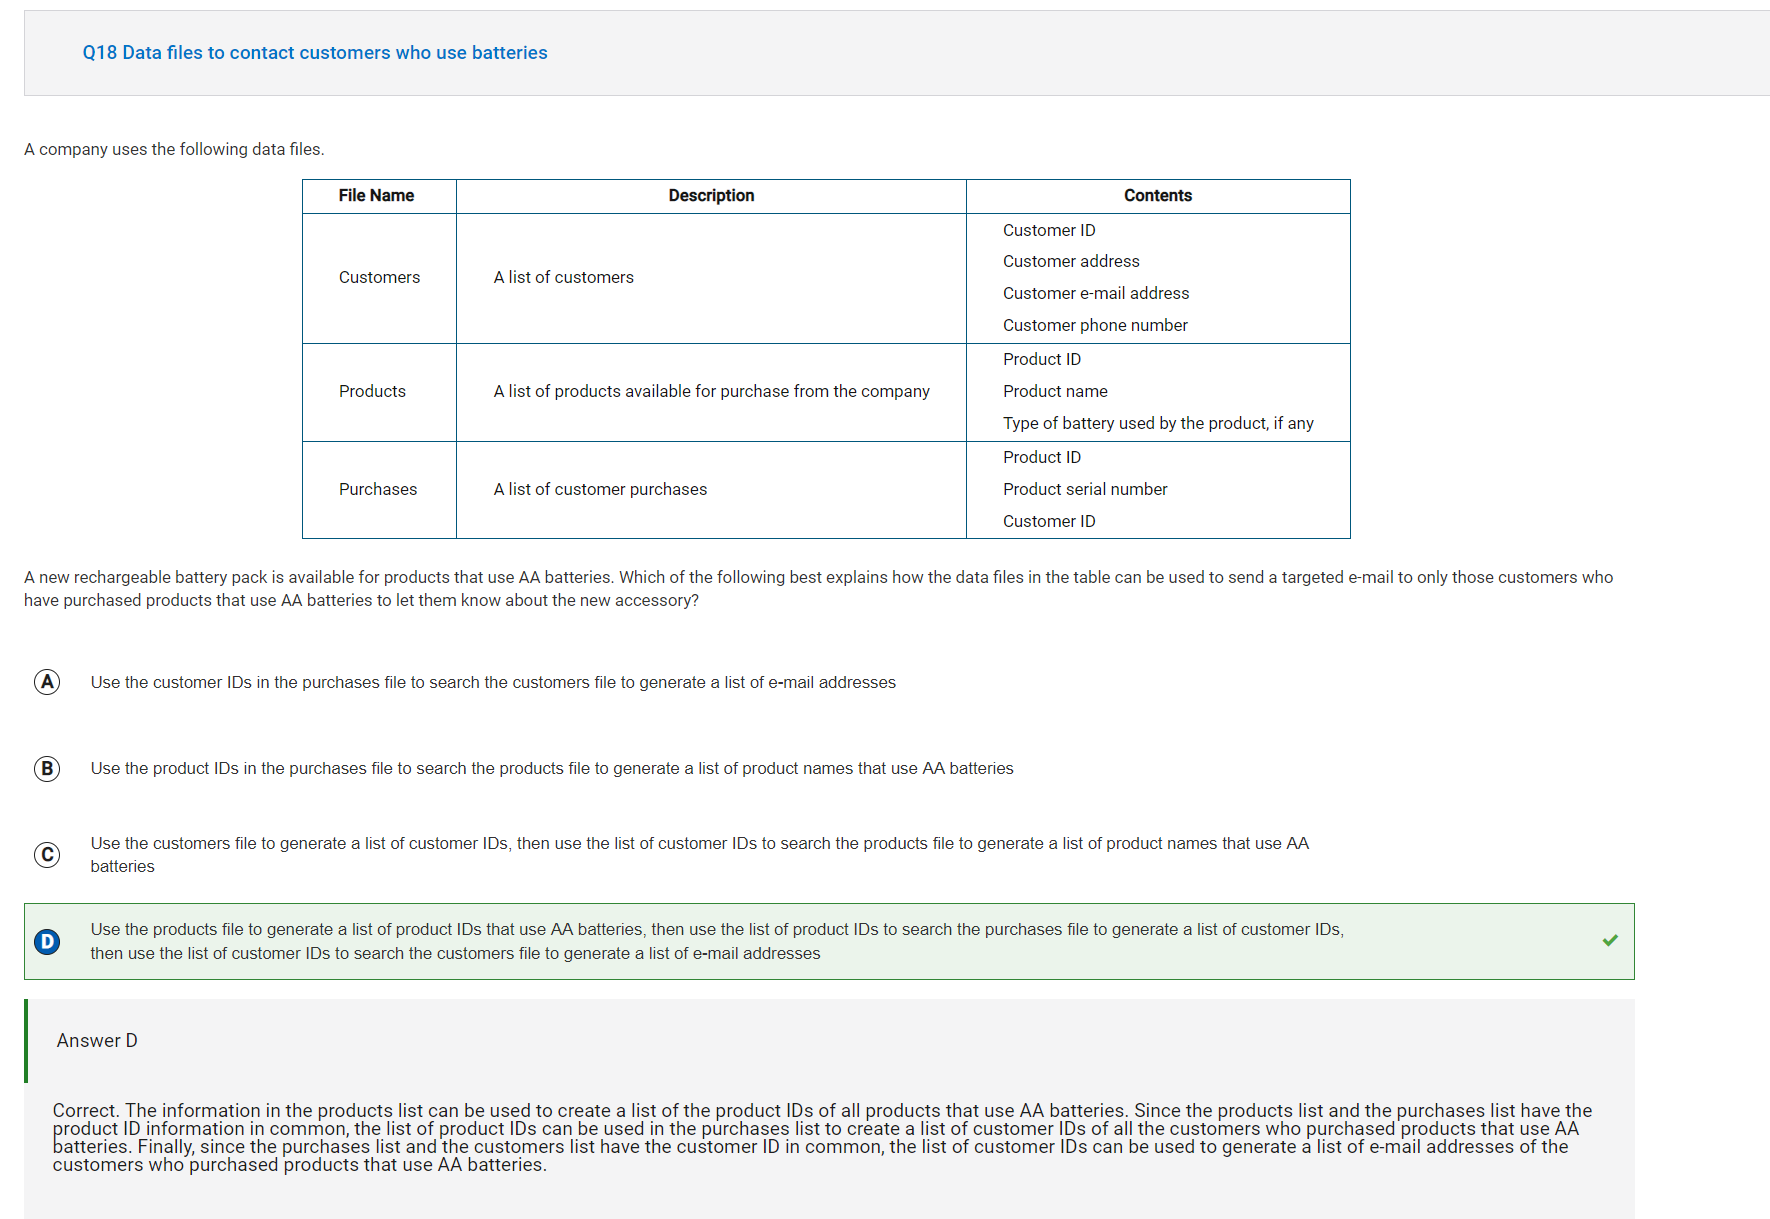 Q18 Data files to contact customers who use batteries
A company uses the following data files.
File Name Description Contents
Customers A list of customers
Customer ID
Customer address
Customer e-mail address
Customer phone number
Products A list of products available for purchase from the company
Product ID
Product name
Type of battery used by the product, if any
Purchases A list of customer purchases
Product ID
Product serial number
Customer ID
A new rechargeable battery pack is available for products that use AA batteries. Which of the following best explains how the data files in the table can be used to send a targeted e-mail to only those customers who
have purchased products that use AA batteries to let them know about the new accessory?
A Use the customer IDs in the purchases file to search the customers file to generate a list of e-mail addresses
B Use the product IDs in the purchases file to search the products file to generate a list of product names that use AA batteries
C Use the customers file to generate a list of customer IDs, then use the list of customer IDs to search the products file to generate a list of product names that use AA
batteries
D Use the products file to generate a list of product IDs that use AA batteries, then use the list of product IDs to search the purchases file to generate a list of customer IDs,
then use the list of customer IDs to search the customers file to generate a list of e-mail addresses
Answer D
Correct. The information in the products list can be used to create a list of the product IDs of all products that use AA batteries. Since the products list and the purchases list have the
product ID information in common, the list of product IDs can be used in the purchases list to create a list of customer IDs of all the customers who purchased products that use AA
batteries. Finally, since the purchases list and the customers list have the customer ID in common, the list of customer IDs can be used to generate a list of e-mail addresses of the
customers who purchased products that use AA batteries.